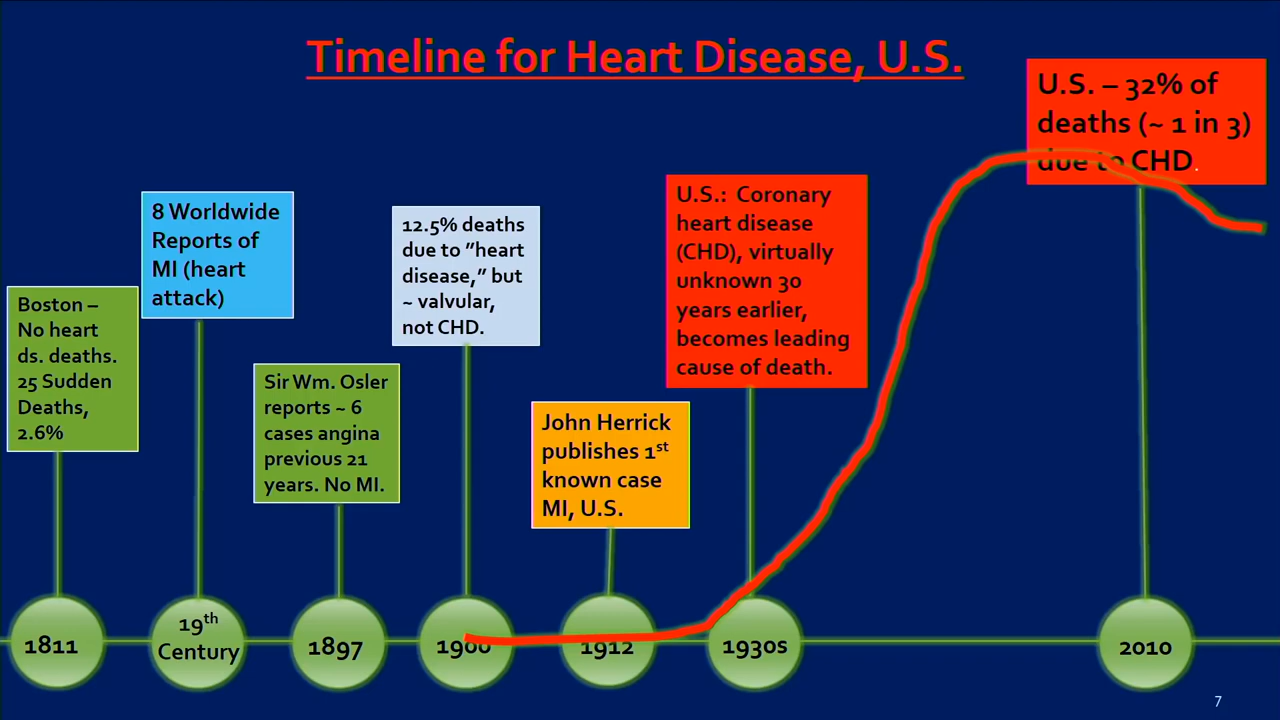 Timeline for Heart Disease, U.S.
U.S. – 32% of
deaths (~ 1 in 3)
due to CHD.
8 Worldwide
Reports of
MI (heart
attack)
U.S.: Coronary
heart disease
(CHD), virtually
unknown 30
years earlier,
becomes leading
cause of death.
12.5% deaths
due to "heart
disease," but
~ valvular,
not CHD.
Boston –
No heart
ds. deaths.
25 Sudden
Deaths,
2.6%
Sir Wm. Osler
reports ~ 6
cases angina
previous 21
years. No MI.
John Herrick
publishes 1st
known case
MI, U.S.
1811
19th
Century
1897
1900
1912
1930s
2010
7